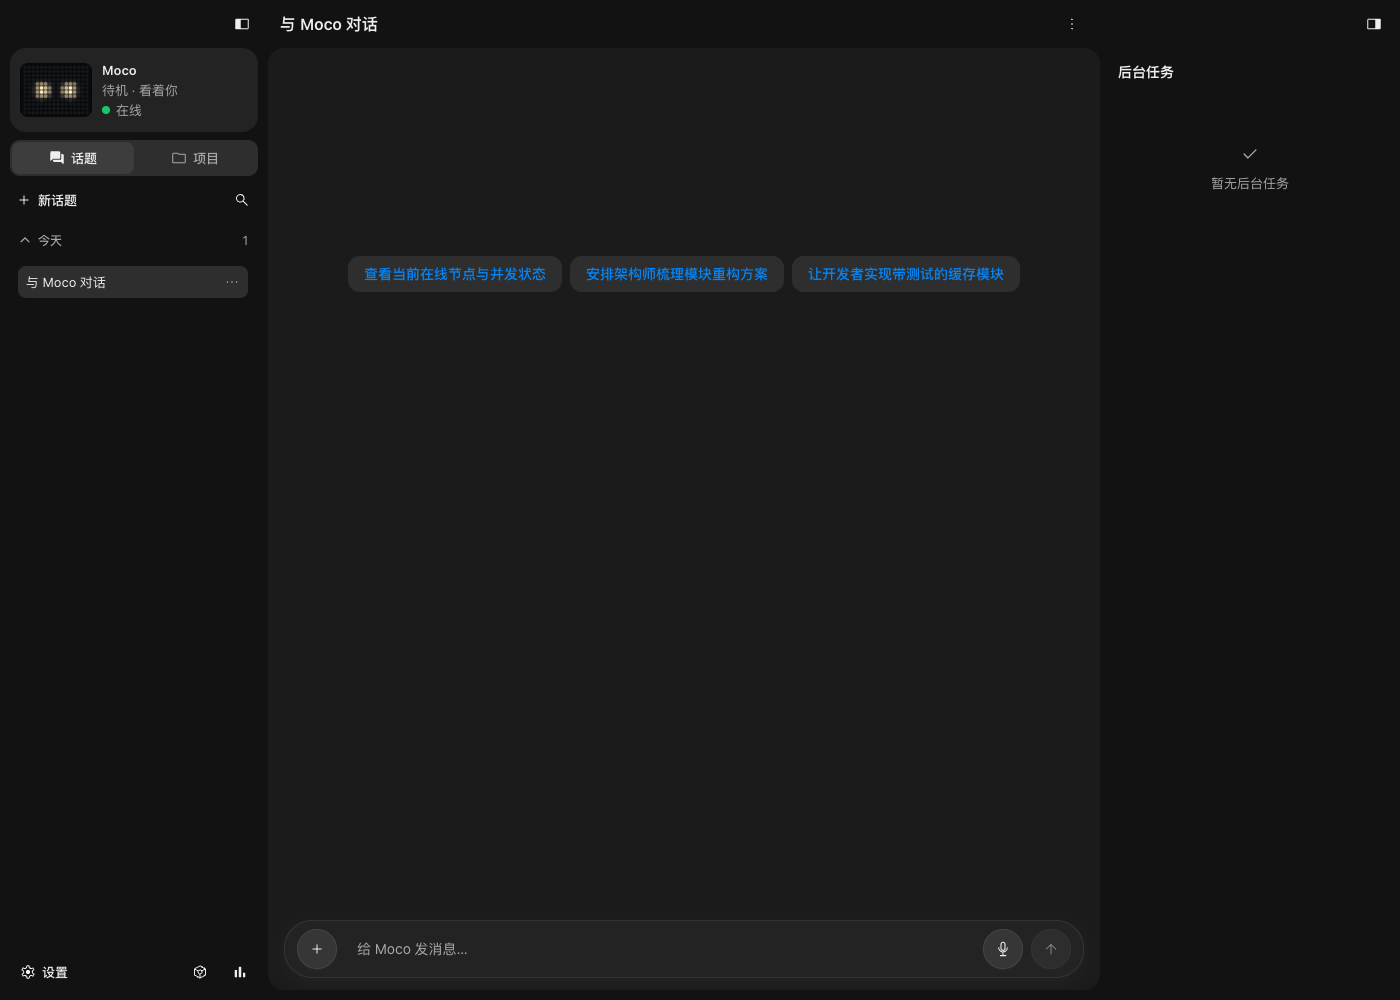 与 Moco 对话
Moco
待机 · 看着你
在线
话题
项目
新话题
今天
1
与 Moco 对话
设置
查看当前在线节点与并发状态
安排架构师梳理模块重构方案
让开发者实现带测试的缓存模块
给 Moco 发消息...
后台任务
暂无后台任务